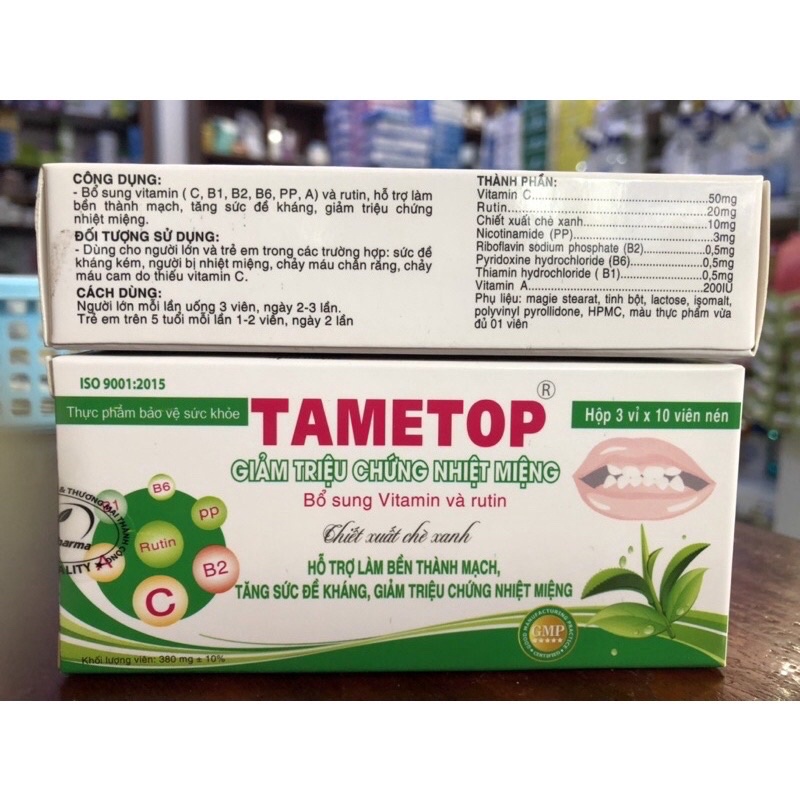 CÔNG DỤNG:
- Bổ sung vitamin ( C, B1, B2, B6, PP, A) và rutin, hỗ trợ làm
bền thành mạch, tăng sức đề kháng, giảm triệu chứng
nhiệt miệng.
ĐỐI TƯỢNG SỬ DỤNG:
- Dùng cho người lớn và trẻ em trong các trường hợp: sức đề
kháng kém, người bị nhiệt miệng, chảy máu chân răng, chảy
máu cam do thiếu vitamin C.
CÁCH DÙNG:
Người lớn mỗi lần uống 3 viên, ngày 2-3 lần.
Trẻ em trên 5 tuổi mỗi lần 1-2 viên, ngày 2 lần
THÀNH PHẦN:
Vitamin C...50mg
Rutin...20mg
Chiết xuất chè xanh...10mg
Nicotinamide (PP)...3mg
Riboflavin sodium phosphate (B2)...0,5mg
Pyridoxine hydrochloride (B6)...0,5mg
Thiamin hydrochloride ( B1)...0,5mg
Vitamin A...200IU
Phụ liệu: magie stearat, tinh bột, lactose, isomalt,
polyvinyl pyrollidone, HPMC, màu thực phẩm vừa
đủ 01 viên
ISO 9001:2015
Thực phẩm bảo vệ sức khỏe
TAMETOP®
Hộp 3 vỉ x 10 viên nén
GIẢM TRIỆU CHỨNG NHIỆT MIỆNG
Bổ sung Vitamin và rutin
Chiết xuất chè xanh
HỖ TRỢ LÀM BỀN THÀNH MẠCH,
TĂNG SỨC ĐỀ KHÁNG, GIẢM TRIỆU CHỨNG NHIỆT MIỆNG
& THƯƠNG MẠI THÀNH CÔNG
pharma
ALITY
B6
PP
Rutin
B2
C
GOOD MANUFACTURING PRACTICE
GMP
CERTIFIED
Khối lượng viên: 380 mg ± 10%